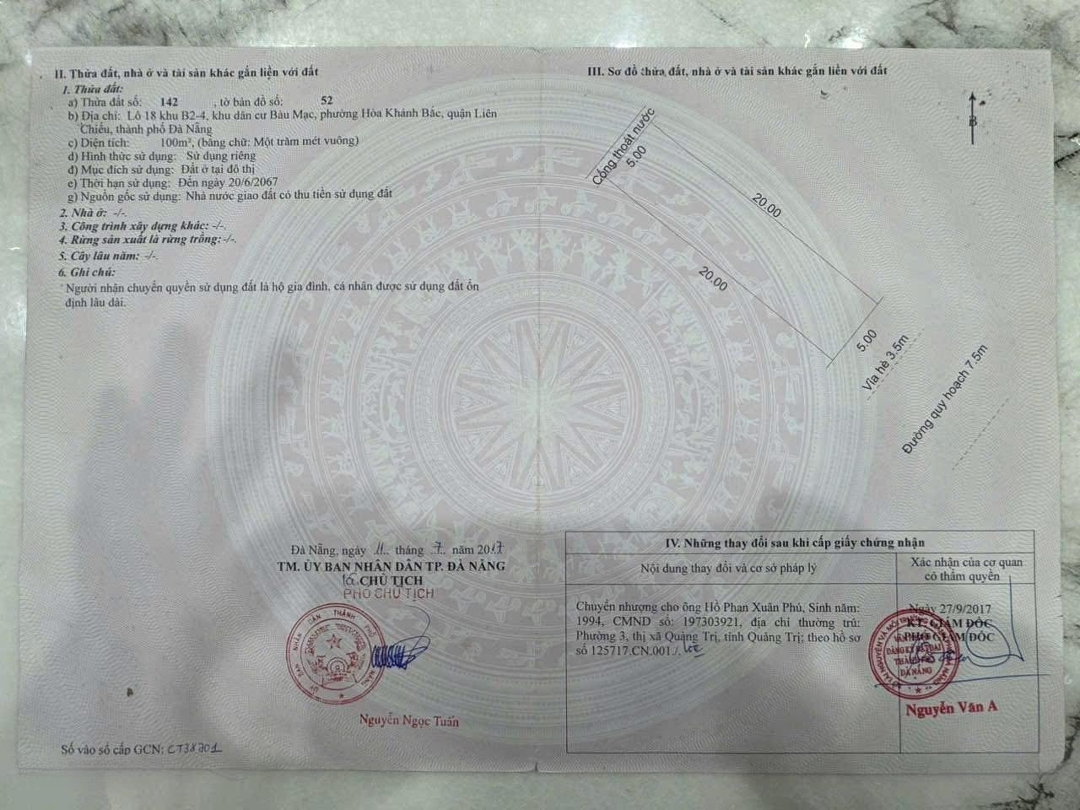 II. Thửa đất, nhà ở và tài sản khác gắn liền với đất
1. Thửa đất:
a) Thửa đất số: 142 , tờ bản đồ số: 52
b) Địa chỉ: Lô 18 khu B2-4, khu dân cư Bàu Mạc, phường Hòa Khánh Bắc, quận Liên
Chiểu, thành phố Đà Nẵng
c) Diện tích: 100m², (bằng chữ: Một trăm mét vuông)
d) Hình thức sử dụng: Sử dụng riêng
đ) Mục đích sử dụng: Đất ở tại đô thị
e) Thời hạn sử dụng: Đến ngày 20/6/2067
g) Nguồn gốc sử dụng: Nhà nước giao đất có thu tiền sử dụng đất
2. Nhà ở: -/-.
3. Công trình xây dựng khác: -/-.
4. Rừng sản xuất là rừng trồng: -/-.
5. Cây lâu năm: -/-.
6. Ghi chú:
Người nhận chuyển quyền sử dụng đất là hộ gia đình, cá nhân được sử dụng đất ổn
định lâu dài.
Đà Nẵng, ngày 11 tháng 7 năm 2017
TM. ỦY BAN NHÂN DÂN TP. ĐÀ NẴNG
CHỦ TỊCH
PHÓ CHỦ TỊCH
Nguyễn Ngọc Tuấn
Số vào sổ cấp GCN:
III. Sơ đồ thửa đất, nhà ở và tài sản khác gắn liền với đất
B
Cống thoát nước
5.00
20.00
20.00
5.00
Vỉa hè 3.5m
Đường quy hoạch 7.5m
IV. Những thay đổi sau khi cấp giấy chứng nhận
Nội dung thay đổi và cơ sở pháp lý
Xác nhận của cơ quan
có thẩm quyền
Chuyển nhượng cho ông Hồ Phan Xuân Phú, Sinh năm:
1994, CMND số: 197303921, địa chỉ thường trú:
Phường 3, thị xã Quảng Trị, tỉnh Quảng Trị; theo hồ sơ
số 125717.CN.001./.
Ngày 27/9/2017
KT. GIÁM ĐỐC
PHÓ GIÁM ĐỐC
Nguyễn Văn A